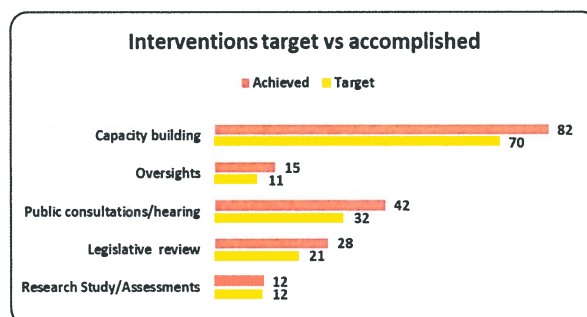 Interventions target vs accomplished
Achieved Target
Capacity building 82
70
Oversights 15
11
Public consultations/hearing 42
32
Legislative review 28
21
Research Study/Assessments 12
12